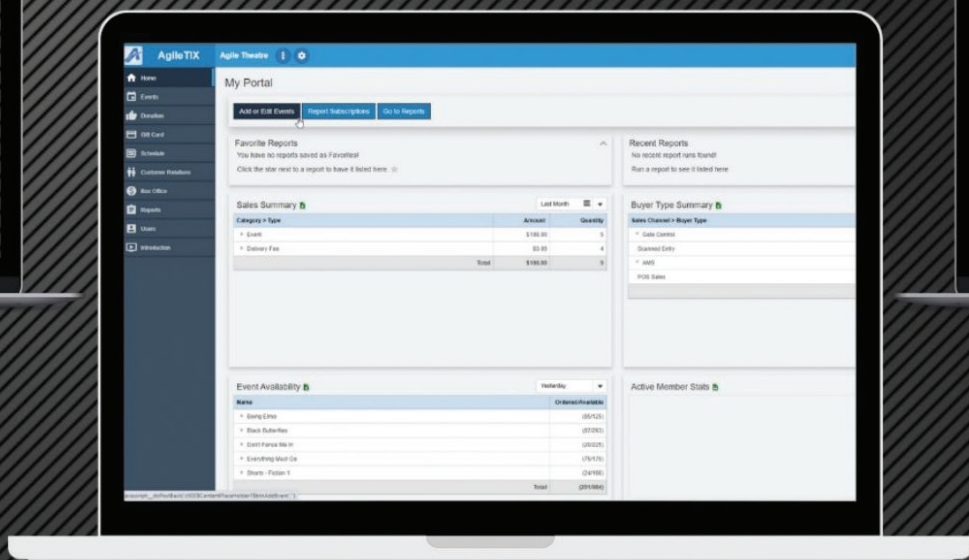 AgileTIX
Agile Theatre
Home
Events
Donation
Gift Card
Schedule
Customer Relations
Box Office
Reports
Users
Introduction
My Portal
Add or Edit Events
Report Subscriptions
Go to Reports
Favorite Reports
You have no reports saved as Favorites!
Click the star next to a report to have it listed here.
Recent Reports
No recent report runs found!
Run a report to see it listed here
Sales Summary
Last Month
Category > Type
Amount
Quantity
Event
$100.00
5
Delivery Fee
$0.00
4
Total
$100.00
9
Buyer Type Summary
Sales Channel > Buyer Type
Gate Control
Scanned Entry
AMS
POS Sales
Event Availability
Yesterday
Name
Ordered/Available
Being Elmo
Black Butterflies
Don't Fence Me In
Everything Must Go
Shorts - Fiction 1
Total
Active Member Stats